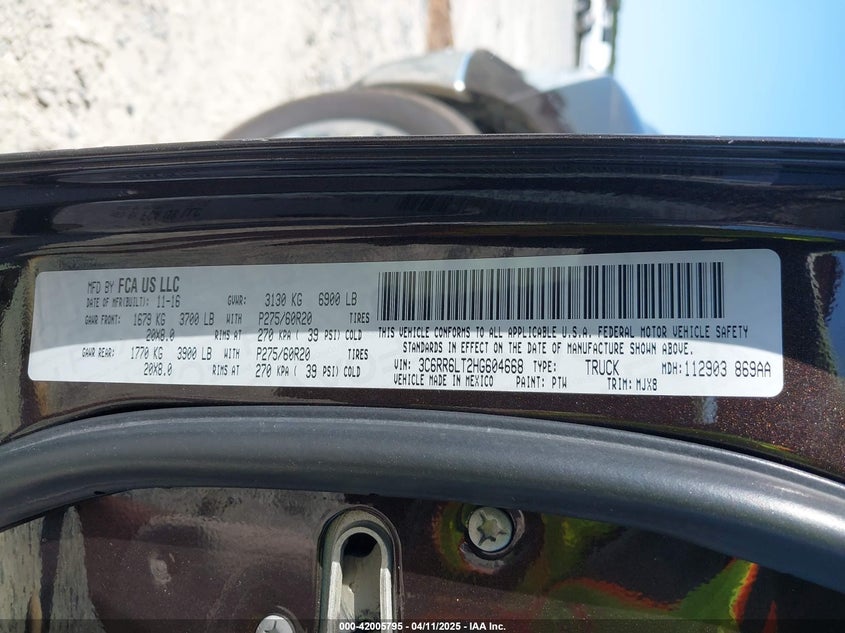 MFD BY FCA US LLC
DATE OF MFR(BUILT): 11-16 GVWR: 3130 KG 6900 LB
GAWR FRONT: 1679 KG 3700 LB WITH P275/60R20 TIRES
20X8.0 RIMS AT 270 KPA ( 39 PSI) COLD
GAWR REAR: 1770 KG 3900 LB WITH P275/60R20 TIRES
20X8.0 RIMS AT 270 KPA ( 39 PSI) COLD
THIS VEHICLE CONFORMS TO ALL APPLICABLE U.S.A. FEDERAL MOTOR VEHICLE SAFETY
STANDARDS IN EFFECT ON THE DATE OF MANUFACTURE SHOWN ABOVE.
VIN: 3C6RR6LT2HG604668 TYPE: TRUCK MDH: 112903 869AA
VEHICLE MADE IN MEXICO PAINT: PTW TRIM: MJX8
000-42005795 - 04/11/2025 - IAA Inc.